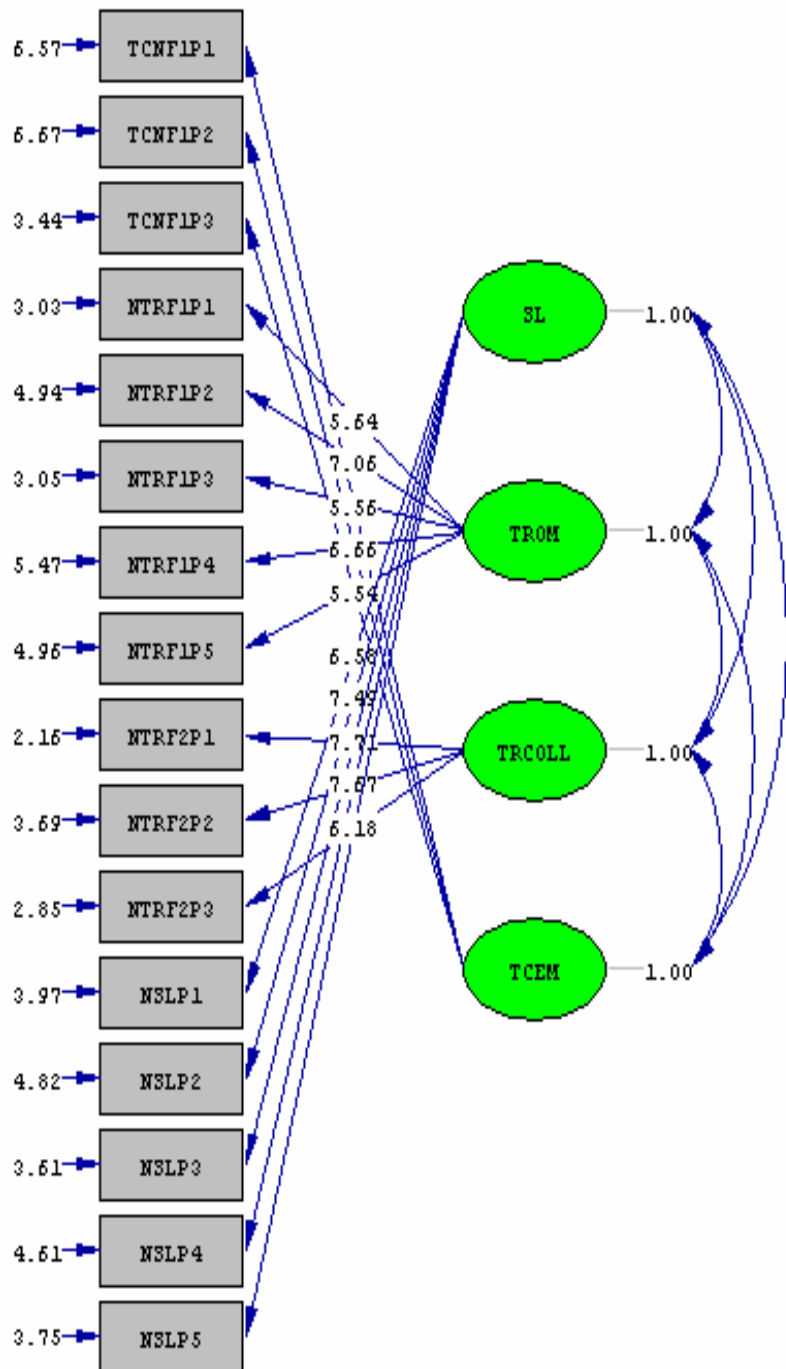 6.57 TCNF1P1
6.67 TCNF1P2
3.44 TCNF1P3
3.03 NTRF1P1
4.94 NTRF1P2
3.05 NTRF1P3
5.47 NTRF1P4
4.96 NTRF1P5
2.16 NTRF2P1
3.69 NTRF2P2
2.85 NTRF2P3
3.97 NSLP1
4.82 NSLP2
3.61 NSLP3
4.61 NSLP4
3.75 NSLP5
5.64
7.06
5.56
6.66
5.54
6.58
7.49
7.71
7.67
6.18
SL 1.00
TROM 1.00
TRCOLL 1.00
TCEM 1.00